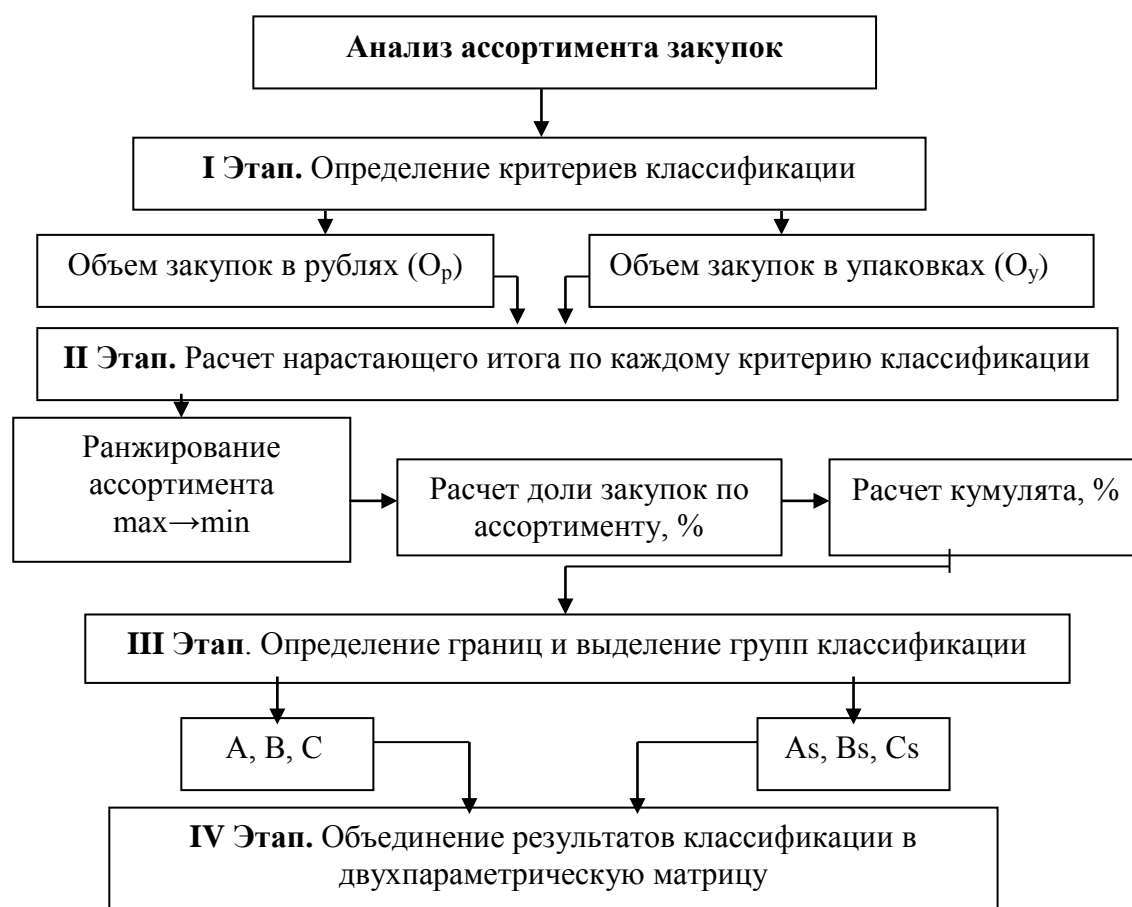 Анализ ассортимента закупок
I Этап. Определение критериев классификации
Объем закупок в рублях (Oр)
Объем закупок в упаковках (Oу)
II Этап. Расчет нарастающего итога по каждому критерию классификации
Ранжирование
ассортимента
max→min
Расчет доли закупок по
ассортименту, %
Расчет кумулята, %
III Этап. Определение границ и выделение групп классификации
A, B, C
As, Bs, Cs
IV Этап. Объединение результатов классификации в
двухпараметрическую матрицу